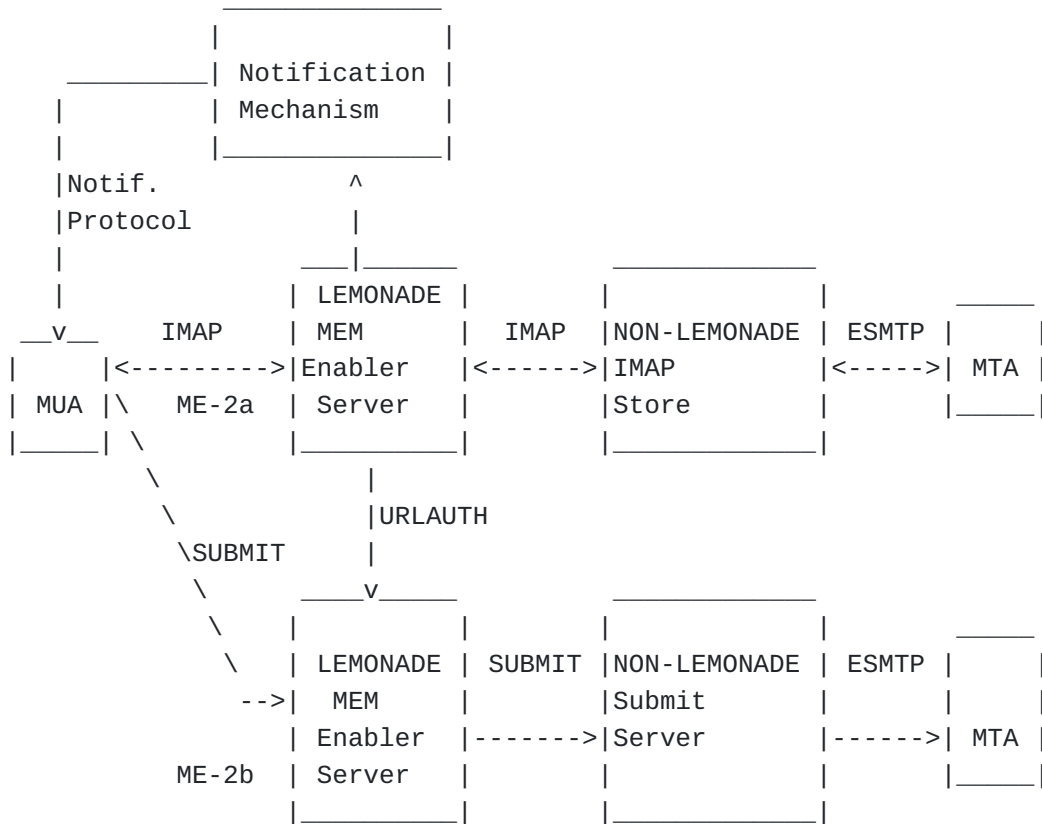 Notification
Mechanism
Notif.
Protocol
LEMONADE
IMAP MEM IMAP NON-LEMONADE ESMTP
Enabler IMAP MTA
MUA ME-2a Server Store
URLAUTH
SUBMIT
LEMONADE SUBMIT NON-LEMONADE ESMTP
MEM Submit
Enabler Server MTA
ME-2b Server